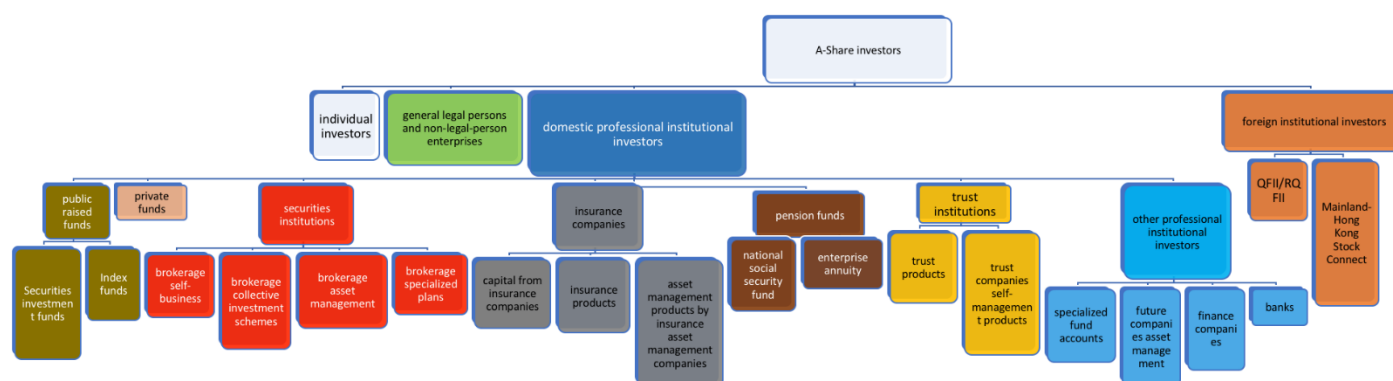 A-Share investors
individual
investors
general legal persons
and non-legal-person
enterprises
domestic professional institutional
investors
foreign institutional investors
public
raised
funds
private
funds
securities
institutions
insurance
companies
pension funds
trust
institutions
other professional
institutional
investors
QFII/RQ
FII
Mainland-
Hong
Kong
Stock
Connect
Securities
investmen
t funds
Index
funds
brokerage
self-
business
brokerage
collective
investment
schemes
brokerage
asset
management
brokerage
specialized
plans
capital from
insurance
companies
insurance
products
asset
management
products by
insurance
asset
management
companies
national
social
security
fund
enterprise
annuity
trust
products
trust
companies
self-
managemen
t products
specialized
fund
accounts
future
compani
es asset
manage
ment
finance
compani
es
banks